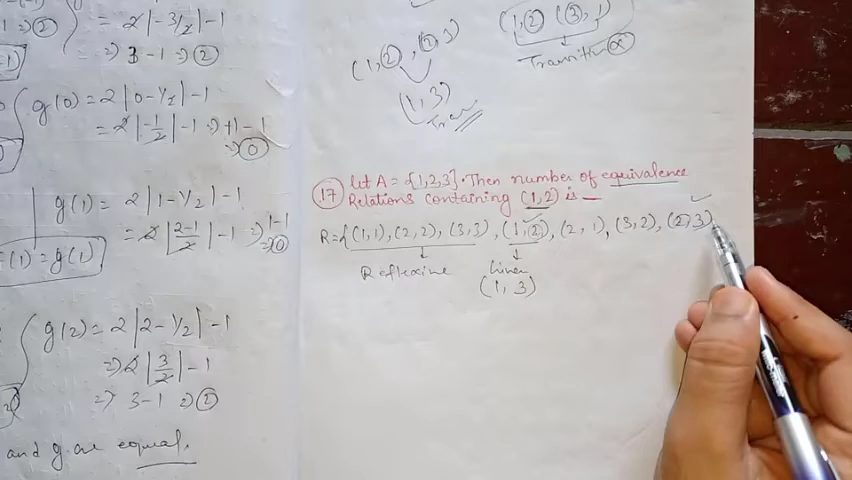 = 2|-3/2|-1
=> 3-1 => ②
g(0) = 2|0-1/2|-1
= 2|-1/2|-1 => +1-1
=> ⓪
g(1) = 2|1-1/2|-1
= 2|2-1/2|-1 => 1-1
=> 0
(1) = g(1)
g(2) = 2|2-1/2|-1
=> 2|3/2|-1
=> 3-1 => ②
and g are equal.
(1,②), (②,3)
(1,3)
(1,②) (③,1)
⑰ let A = {1,2,3}. Then number of equivalence
Relations containing (1,2) is —
R={(1,1),(2,2),(3,3),(1,2),(2,1),(3,2),(2,3)
Reflexive Given
(1,3)